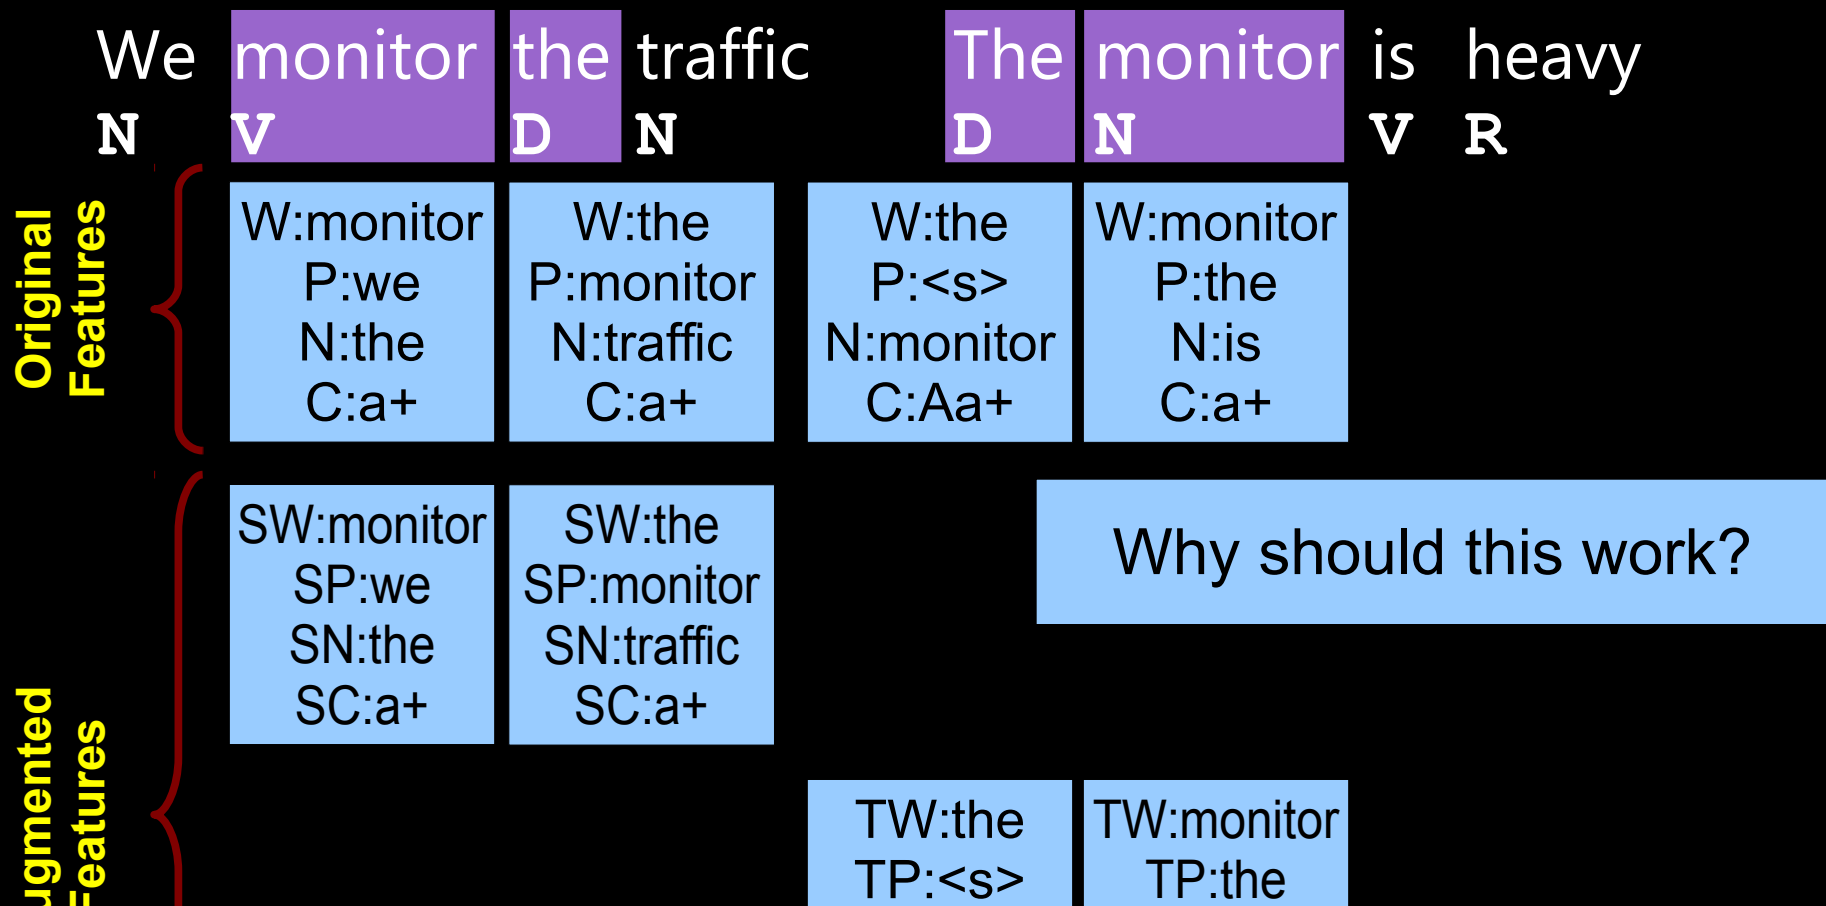 We monitor the traffic The monitor is heavy
N V D N D N V R
Original
Features
W:monitor
P:we
N:the
C:a+
W:the
P:monitor
N:traffic
C:a+
W:the
P:<s>
N:monitor
C:Aa+
W:monitor
P:the
N:is
C:a+
ugmented
Features
SW:monitor
SP:we
SN:the
SC:a+
SW:the
SP:monitor
SN:traffic
SC:a+
Why should this work?
TW:the
TP:<s>
TW:monitor
TP:the